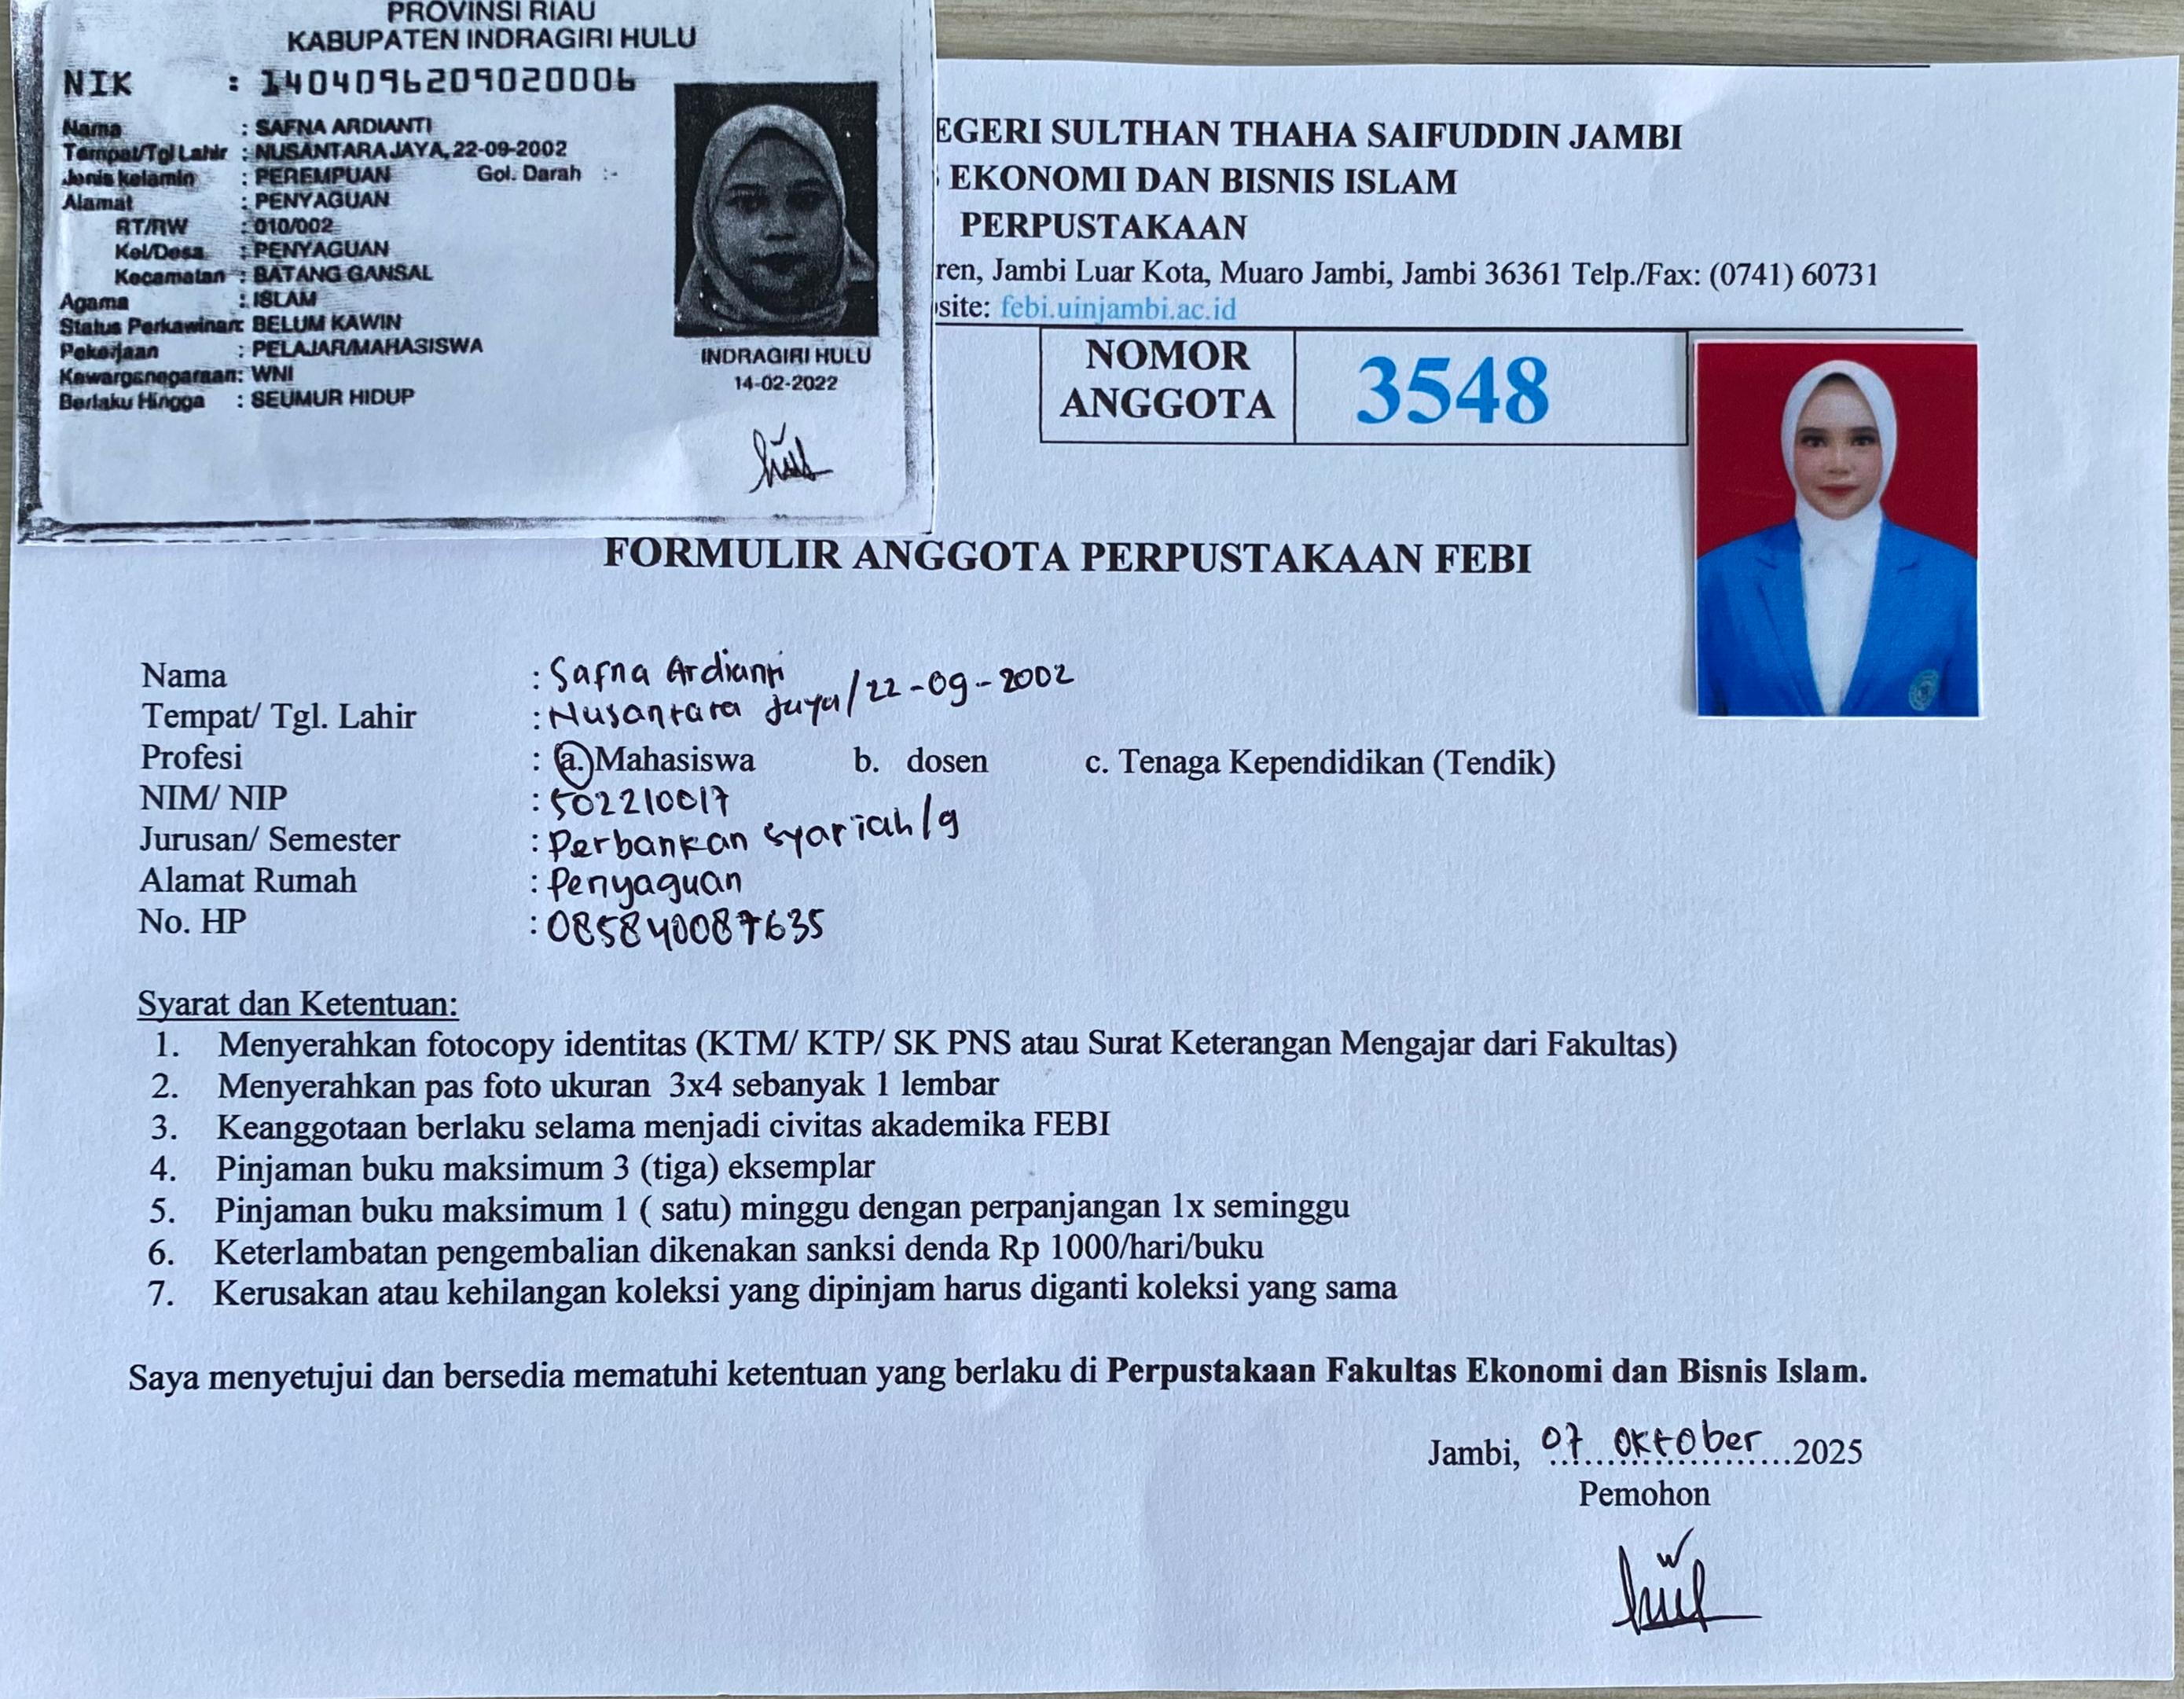 PROVINSI RIAU
KABUPATEN INDRAGIRI HULU
NIK : 1404096209020006
Nama : SAFNA ARDIANTI
Tempat/Tgl Lahir : NUSANTARA JAYA, 22-09-2002
Jenis kelamin : PEREMPUAN Gol. Darah : -
Alamat : PENYAGUAN
RT/RW : 010/002
Kel/Desa : PENYAGUAN
Kecamatan : BATANG GANSAL
Agama : ISLAM
Status Perkawinan: BELUM KAWIN
Pekerjaan : PELAJAR/MAHASISWA
Kewarganegaraan: WNI
Berlaku Hingga : SEUMUR HIDUP
INDRAGIRI HULU
14-02-2022
EGERI SULTHAN THAHA SAIFUDDIN JAMBI
EKONOMI DAN BISNIS ISLAM
PERPUSTAKAAN
ren, Jambi Luar Kota, Muaro Jambi, Jambi 36361 Telp./Fax: (0741) 60731
site: febi.uinjambi.ac.id
NOMOR ANGGOTA 3548
FORMULIR ANGGOTA PERPUSTAKAAN FEBI
Nama : Safna Ardianti
Tempat/ Tgl. Lahir : Nusantara Jaya/22-09-2002
Profesi : a. Mahasiswa b. dosen c. Tenaga Kependidikan (Tendik)
NIM/ NIP : 502210017
Jurusan/ Semester : Perbankan syariah/9
Alamat Rumah : Penyaguan
No. HP : 085840087635
Syarat dan Ketentuan:
1. Menyerahkan fotocopy identitas (KTM/ KTP/ SK PNS atau Surat Keterangan Mengajar dari Fakultas)
2. Menyerahkan pas foto ukuran 3x4 sebanyak 1 lembar
3. Keanggotaan berlaku selama menjadi civitas akademika FEBI
4. Pinjaman buku maksimum 3 (tiga) eksemplar
5. Pinjaman buku maksimum 1 ( satu) minggu dengan perpanjangan 1x seminggu
6. Keterlambatan pengembalian dikenakan sanksi denda Rp 1000/hari/buku
7. Kerusakan atau kehilangan koleksi yang dipinjam harus diganti koleksi yang sama
Saya menyetujui dan bersedia mematuhi ketentuan yang berlaku di Perpustakaan Fakultas Ekonomi dan Bisnis Islam.
Jambi, 07 Oktober 2025
Pemohon